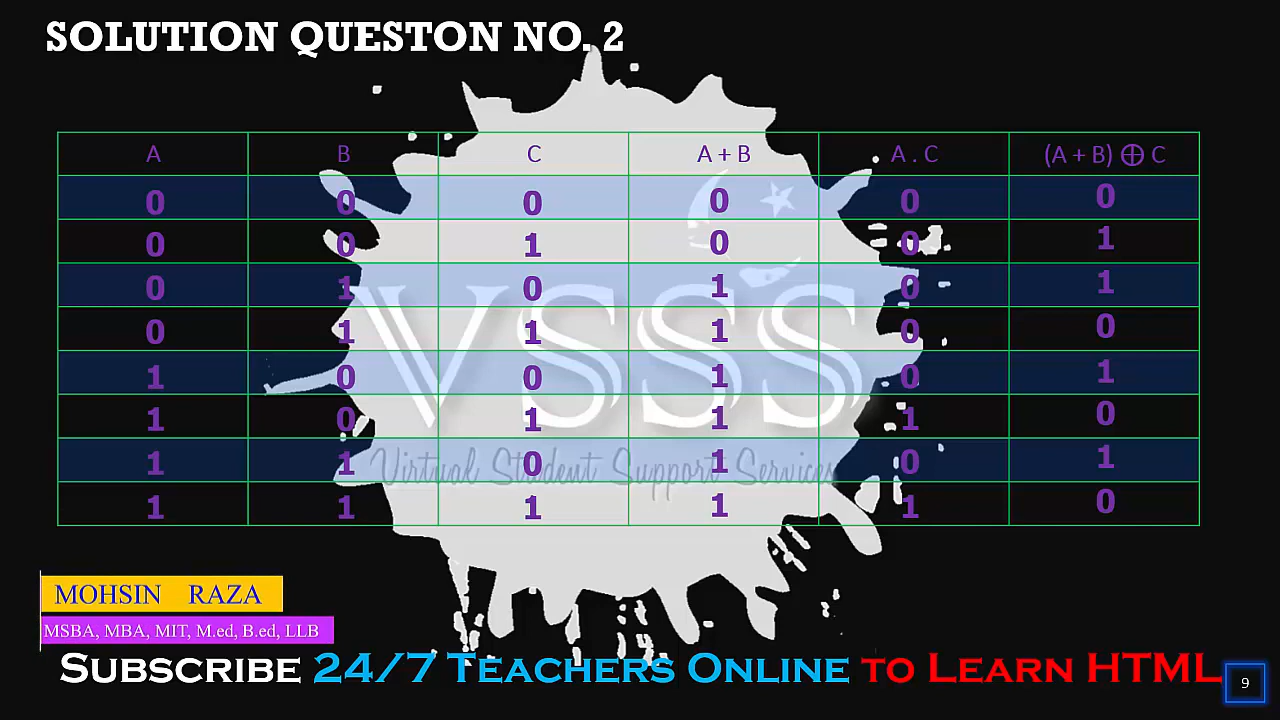 SOLUTION QUESTON NO. 2
A B C A + B A . C (A + B) ⨁ C
0 0 0 0 0 0
0 0 1 0 0 1
0 1 0 1 0 1
0 1 1 1 0 0
1 0 0 1 0 1
1 0 1 1 1 0
1 1 0 1 0 1
1 1 1 1 1 0
VSSS
Virtual Student Support Services
MOHSIN RAZA
MSBA, MBA, MIT, M.ed, B.ed, LLB
SUBSCRIBE 24/7 TEACHERS ONLINE TO LEARN HTML
9